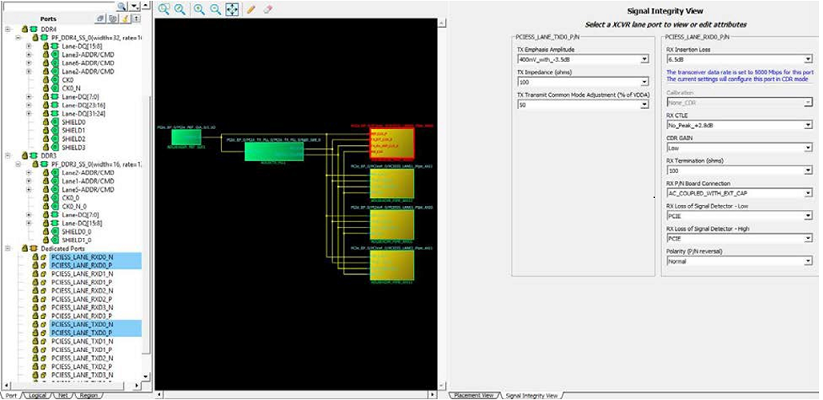 Ports
DDR4
PF_DDR4_SS_0(width=32, rate=1
Lane-DQ[15:8]
Lane3-ADDR/CMD
Lane6-ADDR/CMD
Lane2-ADDR/CMD
CK0
CK0_N
Lane-DQ[7:0]
Lane-DQ[23:16]
Lane-DQ[31:24]
SHIELD0
SHIELD1
SHIELD2
SHIELD3
DDR3
PF_DDR3_SS_0(width=16, rate=1
Lane2-ADDR/CMD
Lane1-ADDR/CMD
Lane5-ADDR/CMD
CK0_0
CK0_N_0
Lane-DQ[7:0]
Lane-DQ[15:8]
SHIELD0_0
SHIELD1_0
Dedicated Ports
PCIESS_LANE_RXD0_N
PCIESS_LANE_RXD0_P
PCIESS_LANE_RXD1_N
PCIESS_LANE_RXD1_P
PCIESS_LANE_RXD2_N
PCIESS_LANE_RXD2_P
PCIESS_LANE_RXD3_N
PCIESS_LANE_RXD3_P
PCIESS_LANE_TXD0_N
PCIESS_LANE_TXD0_P
PCIESS_LANE_TXD1_N
PCIESS_LANE_TXD1_P
PCIESS_LANE_TXD2_N
PCIESS_LANE_TXD2_P
PCIESS_LANE_TXD3_N
Port Logical Net Region
Signal Integrity View
Select a XCVR lane port to view or edit attributes
PCIESS_LANE_TXD0_P/N
TX Emphasis Amplitude
400mV_with_-3.5dB
TX Impedance (ohms)
100
TX Transmit Common Mode Adjustment (% of VDDA)
50
PCIESS_LANE_RXD0_P/N
RX Insertion Loss
6.5dB
The transceiver data rate is set to 5000 Mbps for this port
The current settings will configure this port in CDR mode
Calibration
None_CDR
RX CTLE
No_Peak_+2.8dB
CDR GAIN
Low
RX Termination (ohms)
100
RX P/N Board Connection
AC_COUPLED_WITH_EXT_CAP
RX Loss of Signal Detector - Low
PCIE
RX Loss of Signal Detector - High
PCIE
Polarity (P/N reversal)
Normal
Placement View Signal Integrity View